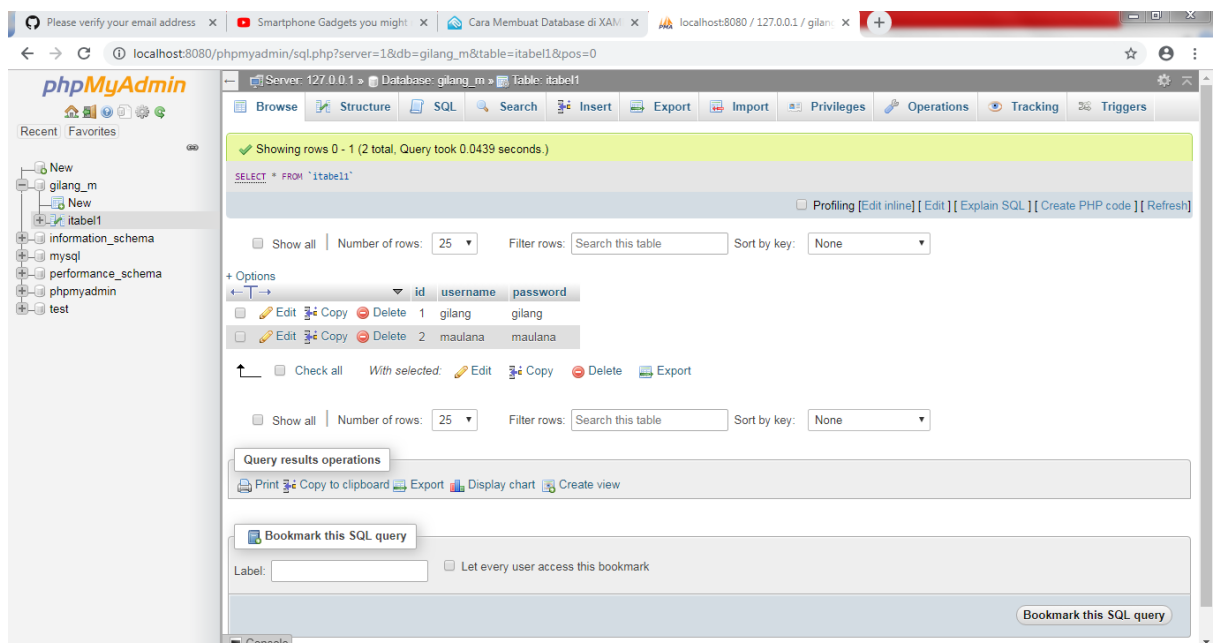 Please verify your email address
Smartphone Gadgets you might
Cara Membuat Database di XAM
localhost:8080 / 127.0.0.1 / gilang
localhost:8080/phpmyadmin/sql.php?server=1&db=gilang_m&table=itabel1&pos=0
phpMyAdmin
Recent Favorites
New
gilang_m
New
itabel1
information_schema
mysql
performance_schema
phpmyadmin
test
Server: 127.0.0.1 » Database: gilang_m » Table: itabel1
Browse Structure SQL Search Insert Export Import Privileges Operations Tracking Triggers
Showing rows 0 - 1 (2 total, Query took 0.0439 seconds.)
SELECT * FROM `itabel1`
Profiling [Edit inline] [ Edit ] [ Explain SQL ] [ Create PHP code ] [ Refresh]
Show all | Number of rows: 25 Filter rows: Search this table Sort by key: None
+ Options
id username password
Edit Copy Delete 1 gilang gilang
Edit Copy Delete 2 maulana maulana
Check all With selected: Edit Copy Delete Export
Show all | Number of rows: 25 Filter rows: Search this table Sort by key: None
Query results operations
Print Copy to clipboard Export Display chart Create view
Bookmark this SQL query
Label: Let every user access this bookmark
Bookmark this SQL query
Console